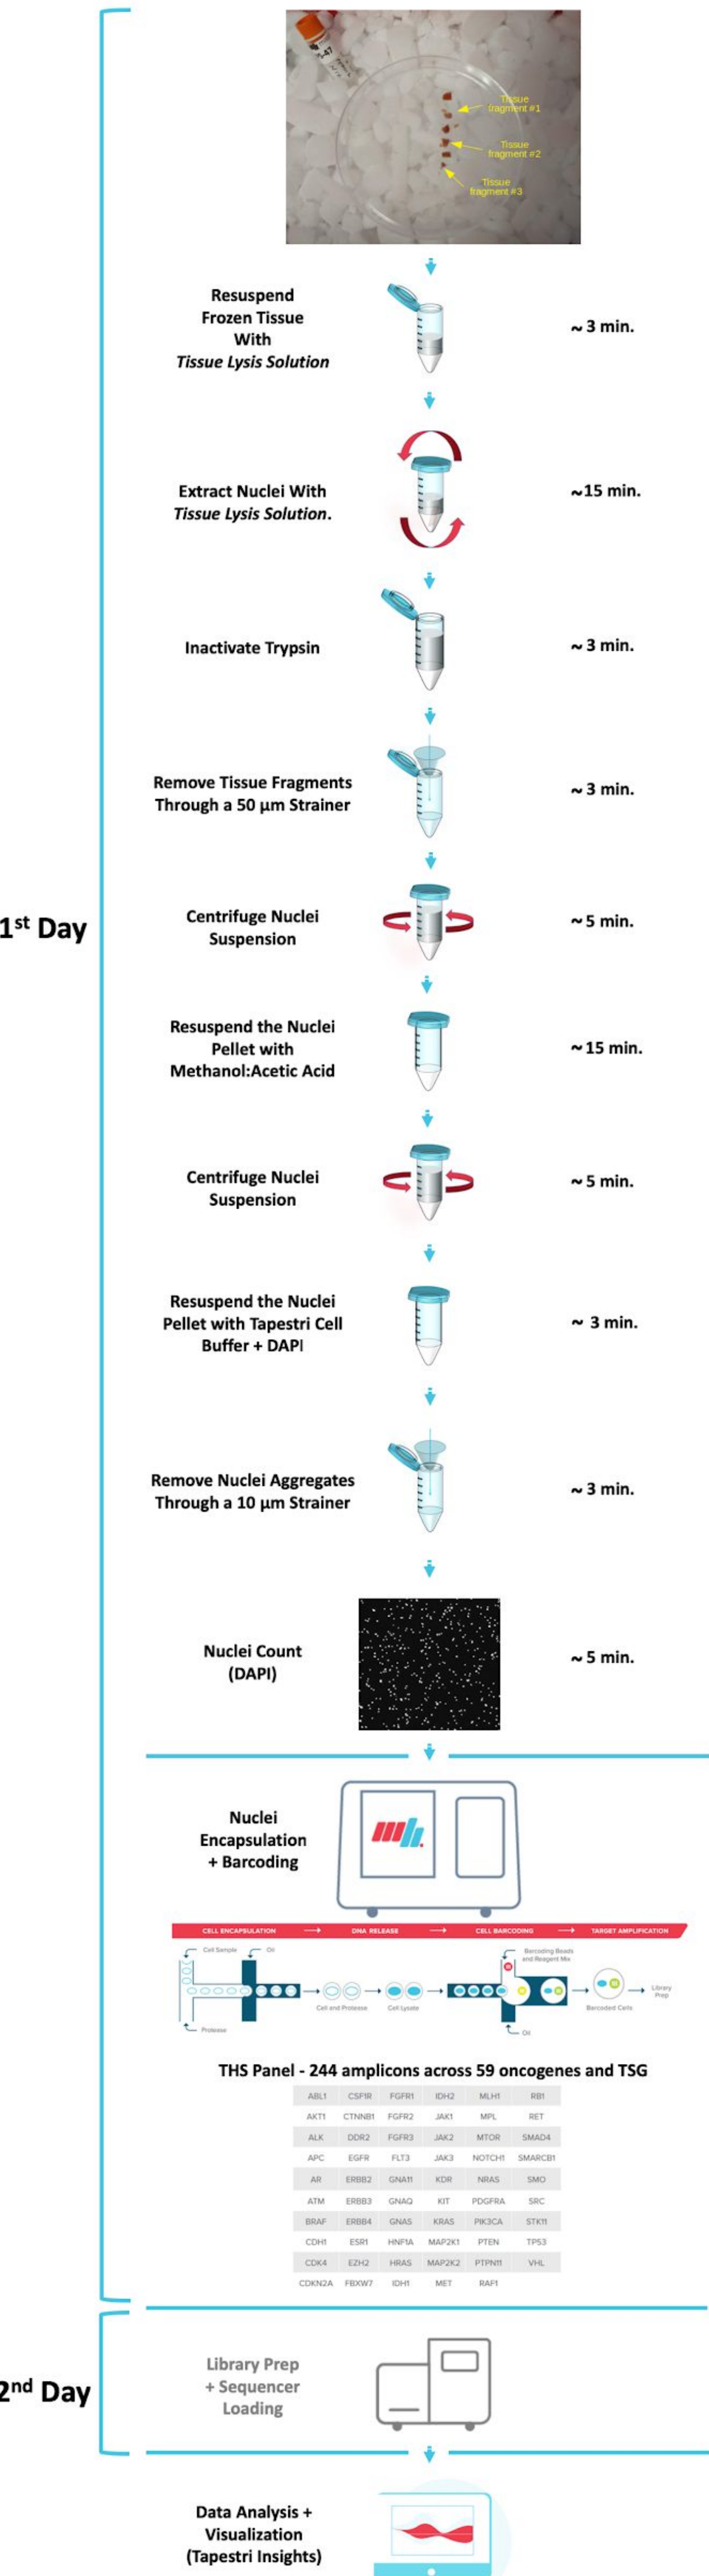 Tissue
fragment #1
Tissue
fragment #2
Tissue
fragment #3
Resuspend
Frozen Tissue
With
Tissue Lysis Solution
~ 3 min.
Extract Nuclei With
Tissue Lysis Solution.
~15 min.
Inactivate Trypsin
~ 3 min.
Remove Tissue Fragments
Through a 50 µm Strainer
~ 3 min.
1st Day
Centrifuge Nuclei
Suspension
~ 5 min.
Resuspend the Nuclei
Pellet with
Methanol:Acetic Acid
~ 15 min.
Centrifuge Nuclei
Suspension
~ 5 min.
Resuspend the Nuclei
Pellet with Tapestri Cell
Buffer + DAPI
~ 3 min.
Remove Nuclei Aggregates
Through a 10 µm Strainer
~ 3 min.
Nuclei Count
(DAPI)
~ 5 min.
Nuclei
Encapsulation
+ Barcoding
CELL ENCAPSULATION DNA RELEASE CELL BARCODING TARGET AMPLIFICATION
Cell Sample Oil Barcoding Beads
and Reagent Mix
Cell and Protease Cell Lysate Barcoded Cells Library
Prep
Protease Oil
THS Panel - 244 amplicons across 59 oncogenes and TSG
ABL1 CSF1R FGFR1 IDH2 MLH1 RB1
AKT1 CTNNB1 FGFR2 JAK1 MPL RET
ALK DDR2 FGFR3 JAK2 MTOR SMAD4
APC EGFR FLT3 JAK3 NOTCH1 SMARCB1
AR ERBB2 GNA11 KDR NRAS SMO
ATM ERBB3 GNAQ KIT PDGFRA SRC
BRAF ERBB4 GNAS KRAS PIK3CA STK11
CDH1 ESR1 HNF1A MAP2K1 PTEN TP53
CDK4 EZH2 HRAS MAP2K2 PTPN11 VHL
CDKN2A FBXW7 IDH1 MET RAF1
2nd Day
Library Prep
+ Sequencer
Loading
Data Analysis +
Visualization
(Tapestri Insights)